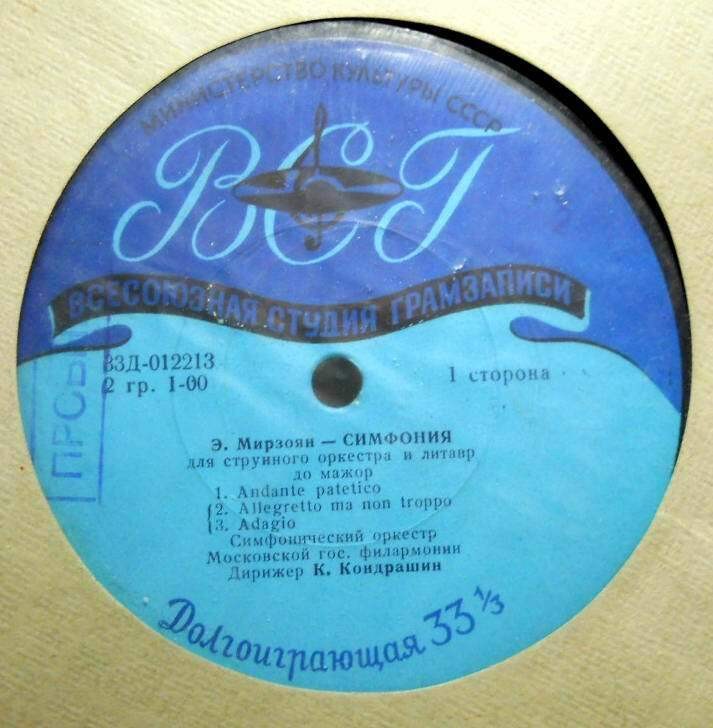 МИНИСТЕРСТВО КУЛЬТУРЫ СССР
ВСГ
ВСЕСОЮЗНАЯ СТУДИЯ ГРАМЗАПИСИ
33Д-012213
2 гр. 1-00
1 сторона
Э. Мирзоян — СИМФОНИЯ
для струнного оркестра и литавр
до мажор
1. Andante patetico
2. Allegretto ma non troppo
3. Adagio
Симфонический оркестр
Московской гос. филармонии
Дирижер К. Кондрашин
Долгоиграющая 33 1/3